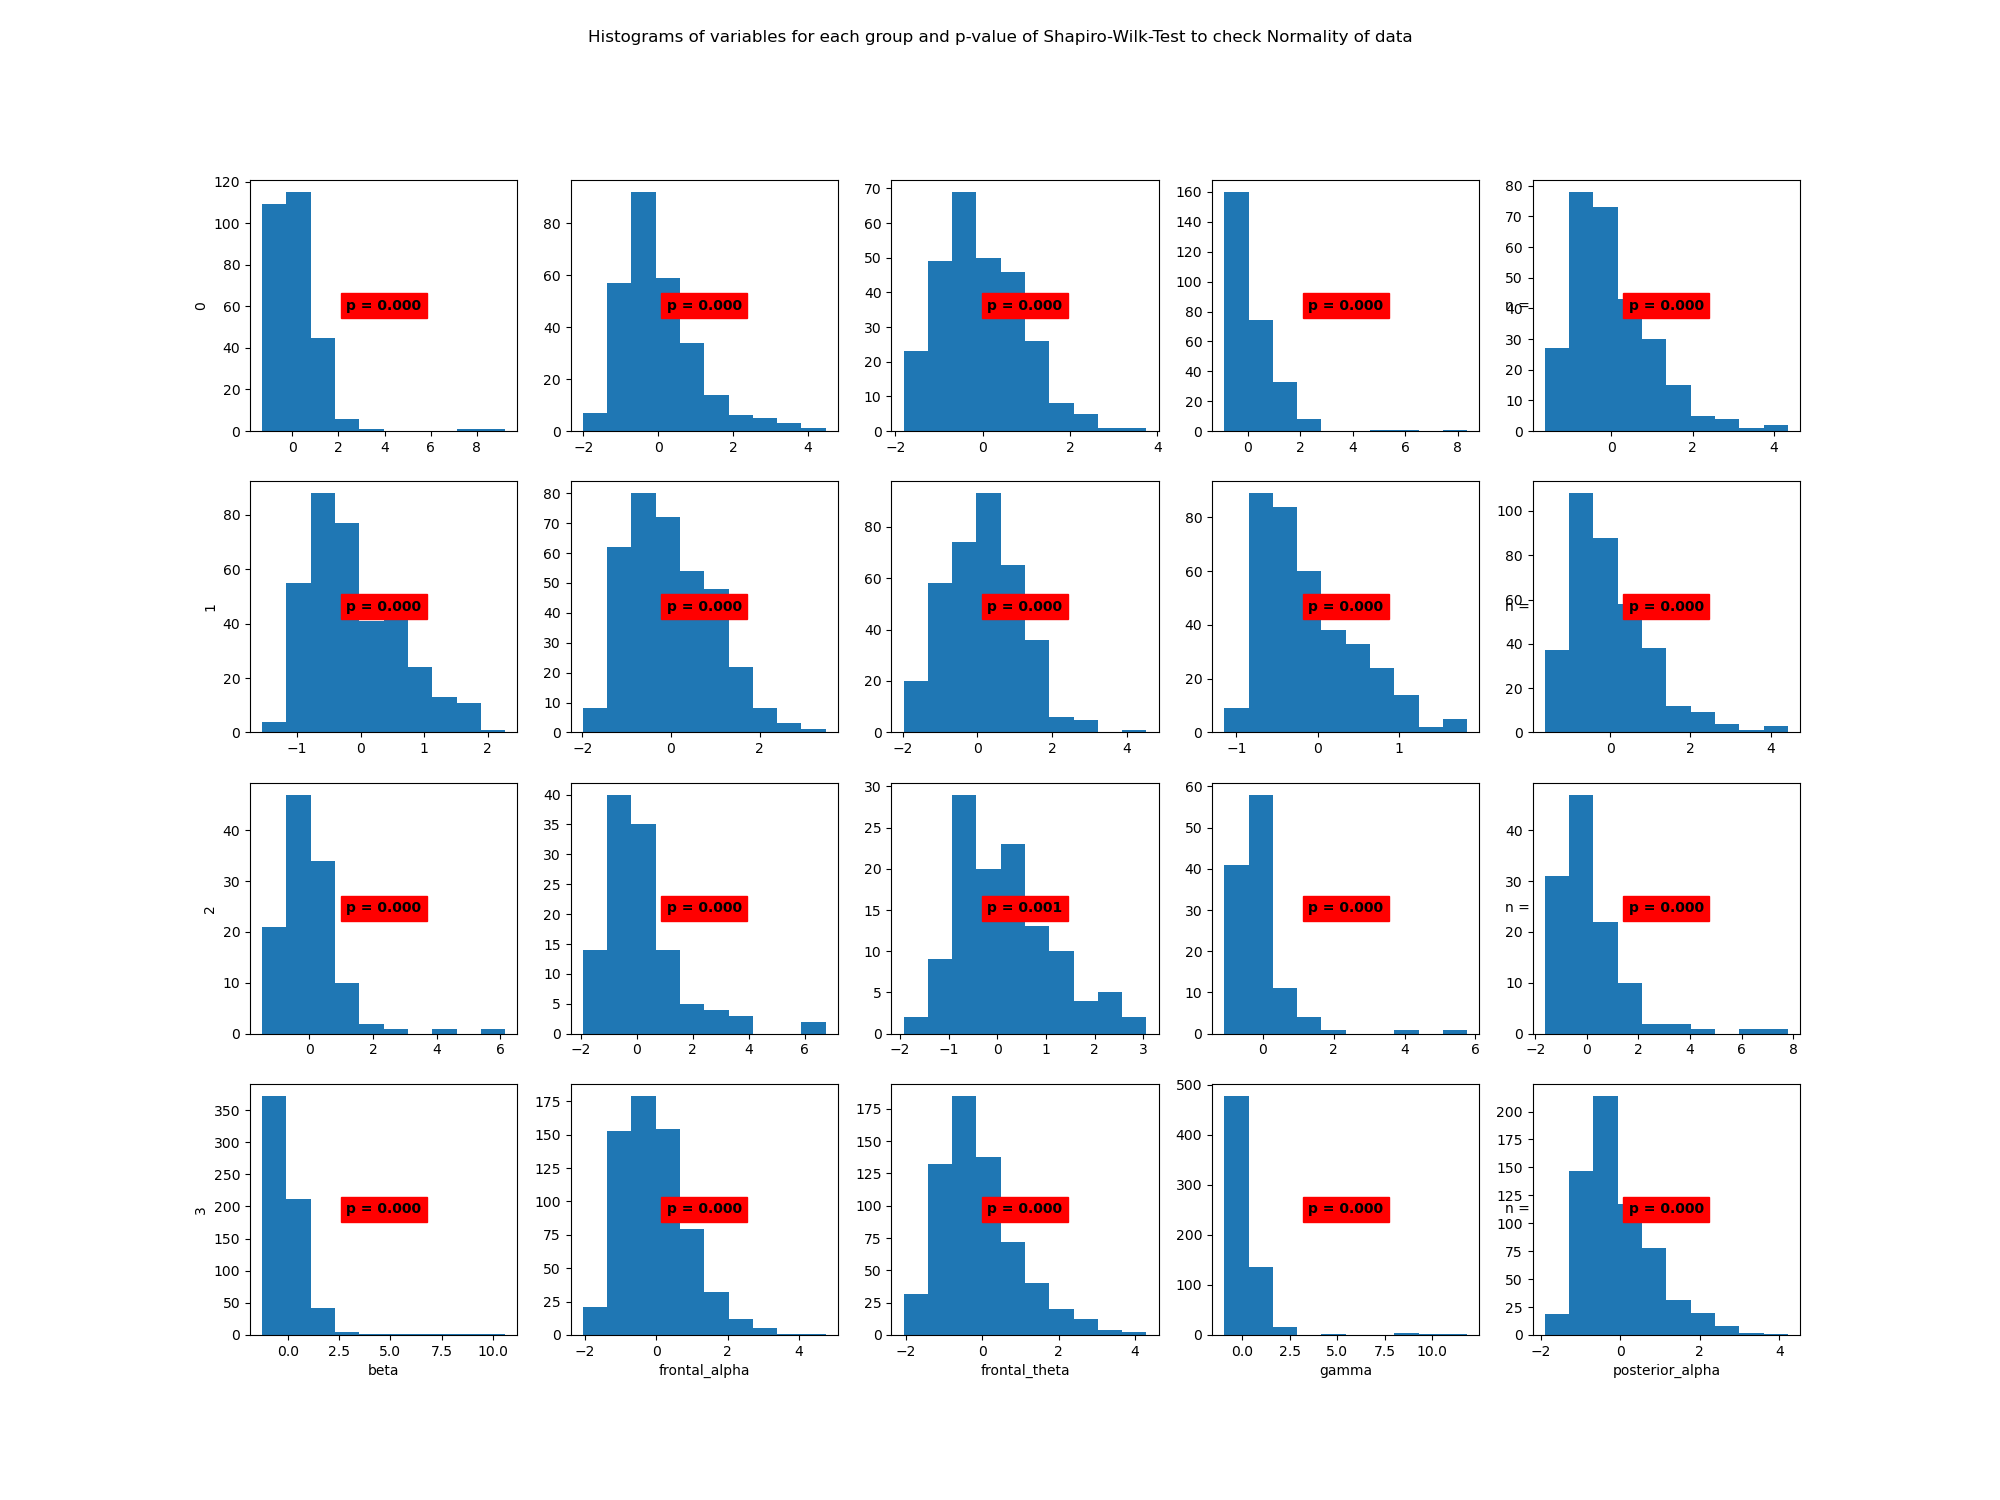 Histograms of variables for each group and p-value of Shapiro-Wilk-Test to check Normality of data
120
100
80
60
40
20
0
0
p = 0.000
0 2 4 6 8
80
60
40
20
0
p = 0.000
−2 0 2 4
70
60
50
40
30
20
10
0
p = 0.000
−2 0 2 4
160
140
120
100
80
60
40
20
0
p = 0.000
0 2 4 6 8
80
70
60
50
40
30
20
10
0
n =
p = 0.000
0 2 4
80
60
40
20
0
1
p = 0.000
−1 0 1 2
80
70
60
50
40
30
20
10
0
p = 0.000
−2 0 2
80
60
40
20
0
p = 0.000
−2 0 2 4
80
60
40
20
0
p = 0.000
−1 0 1
100
80
60
40
20
0
n =
p = 0.000
0 2 4
40
30
20
10
0
2
p = 0.000
0 2 4 6
40
35
30
25
20
15
10
5
0
p = 0.000
−2 0 2 4 6
30
25
20
15
10
5
0
p = 0.001
−2 −1 0 1 2 3
60
50
40
30
20
10
0
p = 0.000
0 2 4 6
40
30
20
10
0
n =
p = 0.000
−2 0 2 4 6 8
350
300
250
200
150
100
50
0
3
p = 0.000
0.0 2.5 5.0 7.5 10.0
beta
175
150
125
100
75
50
25
0
p = 0.000
−2 0 2 4
frontal_alpha
175
150
125
100
75
50
25
0
p = 0.000
−2 0 2 4
frontal_theta
500
400
300
200
100
0
p = 0.000
0.0 2.5 5.0 7.5 10.0
gamma
200
175
150
125
100
75
50
25
0
n =
p = 0.000
−2 0 2 4
posterior_alpha